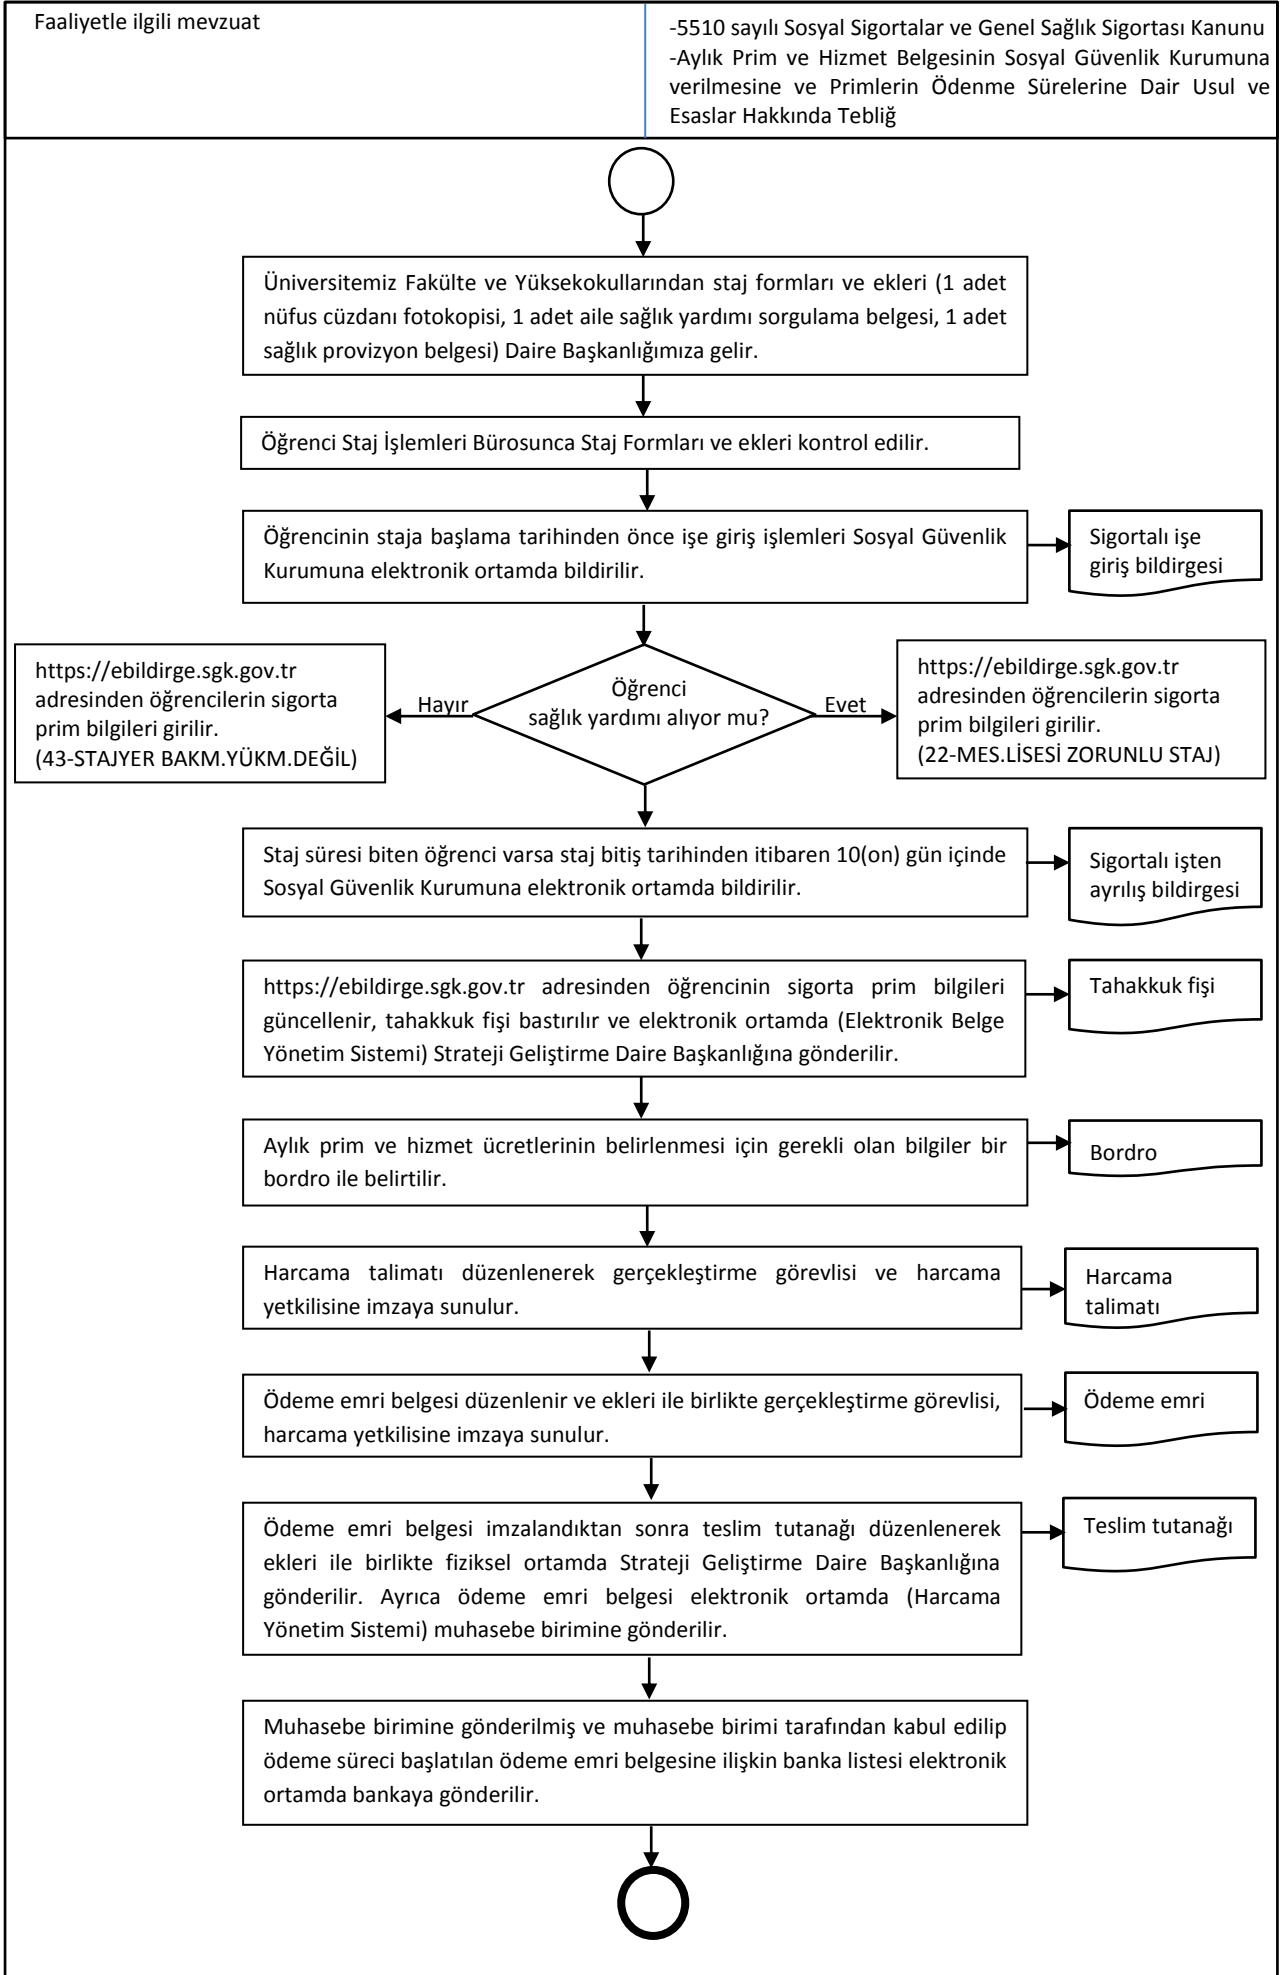 Faaliyetle ilgili mevzuat
-5510 sayılı Sosyal Sigortalar ve Genel Sağlık Sigortası Kanunu
-Aylık Prim ve Hizmet Belgesinin Sosyal Güvenlik Kurumuna
verilmesine ve Primlerin Ödenme Sürelerine Dair Usul ve
Esaslar Hakkında Tebliğ
Üniversitemiz Fakülte ve Yüksekokullarından staj formları ve ekleri (1 adet
nüfus cüzdanı fotokopisi, 1 adet aile sağlık yardımı sorgulama belgesi, 1 adet
sağlık provizyon belgesi) Daire Başkanlığımıza gelir.
Öğrenci Staj İşlemleri Bürosunca Staj Formları ve ekleri kontrol edilir.
Öğrencinin staja başlama tarihinden önce işe giriş işlemleri Sosyal Güvenlik
Kurumuna elektronik ortamda bildirilir.
Sigortalı işe
giriş bildirgesi
https://ebildirge.sgk.gov.tr
adresinden öğrencilerin sigorta
prim bilgileri girilir.
(43-STAJYER BAKM.YÜKM.DEĞİL)
Hayır
Öğrenci
sağlık yardımı alıyor mu?
Evet
https://ebildirge.sgk.gov.tr
adresinden öğrencilerin sigorta
prim bilgileri girilir.
(22-MES.LİSESİ ZORUNLU STAJ)
Staj süresi biten öğrenci varsa staj bitiş tarihinden itibaren 10(on) gün içinde
Sosyal Güvenlik Kurumuna elektronik ortamda bildirilir.
Sigortalı işten
ayrılış bildirgesi
https://ebildirge.sgk.gov.tr adresinden öğrencinin sigorta prim bilgileri
güncellenir, tahakkuk fişi bastırılır ve elektronik ortamda (Elektronik Belge
Yönetim Sistemi) Strateji Geliştirme Daire Başkanlığına gönderilir.
Tahakkuk fişi
Aylık prim ve hizmet ücretlerinin belirlenmesi için gerekli olan bilgiler bir
bordro ile belirtilir.
Bordro
Harcama talimatı düzenlenerek gerçekleştirme görevlisi ve harcama
yetkilisine imzaya sunulur.
Harcama
talimatı
Ödeme emri belgesi düzenlenir ve ekleri ile birlikte gerçekleştirme görevlisi,
harcama yetkilisine imzaya sunulur.
Ödeme emri
Ödeme emri belgesi imzalandıktan sonra teslim tutanağı düzenlenerek
ekleri ile birlikte fiziksel ortamda Strateji Geliştirme Daire Başkanlığına
gönderilir. Ayrıca ödeme emri belgesi elektronik ortamda (Harcama
Yönetim Sistemi) muhasebe birimine gönderilir.
Teslim tutanağı
Muhasebe birimine gönderilmiş ve muhasebe birimi tarafından kabul edilip
ödeme süreci başlatılan ödeme emri belgesine ilişkin banka listesi elektronik
ortamda bankaya gönderilir.